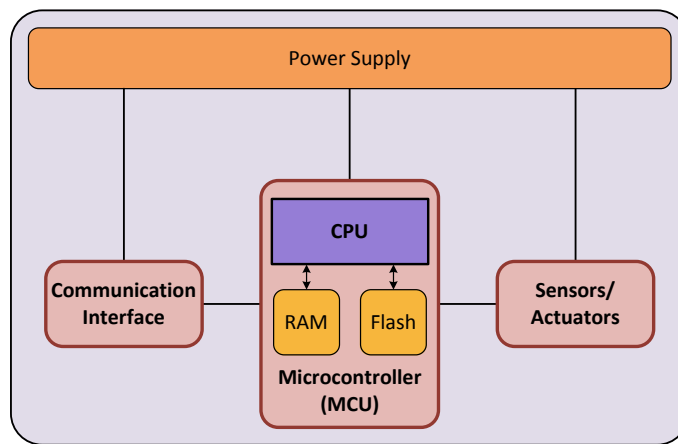 Power Supply
CPU
Communication
Interface
RAM
Flash
Microcontroller
(MCU)
Sensors/
Actuators